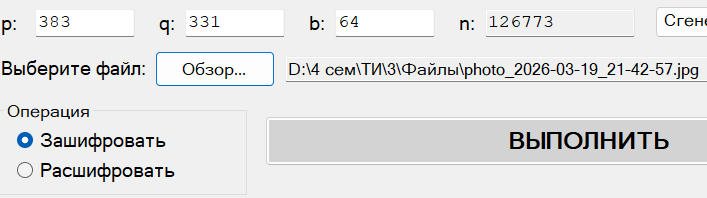 p: 383 q: 331 b: 64 n: 126773 Сгене
Выберите файл: Обзор... D:\4 сем\ТИ\3\Файлы\photo_2026-03-19_21-42-57.jpg
Операция
Зашифровать
ВЫПОЛНИТЬ
Расшифровать